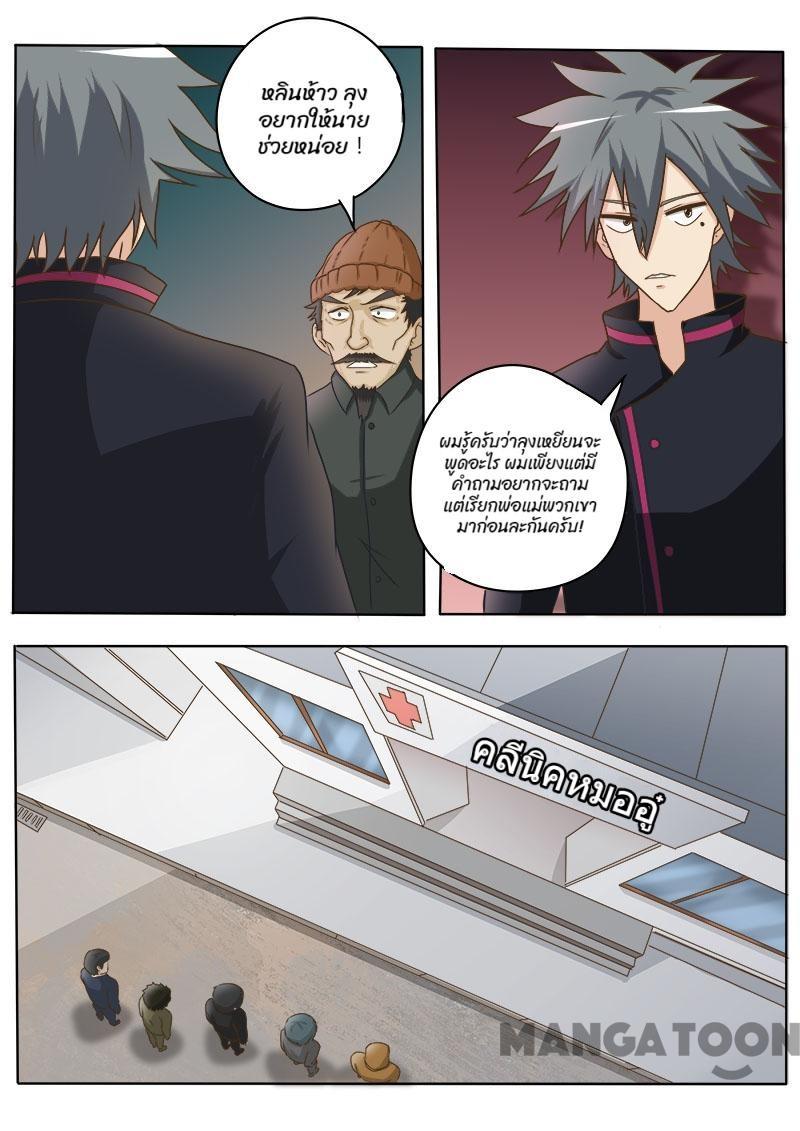 หลินห้าว ลุง
อยากให้นาย
ช่วยหน่อย !
ผมรู้ครับว่าลุงเหยียนจะ
พูดอะไร ผมเพียงแต่มี
คำถามอยากจะถาม
แต่เรียกพ่อแม่พวกเขา
มาก่อนละกันครับ!
คลีนิคหมออู๋
MANGATOON